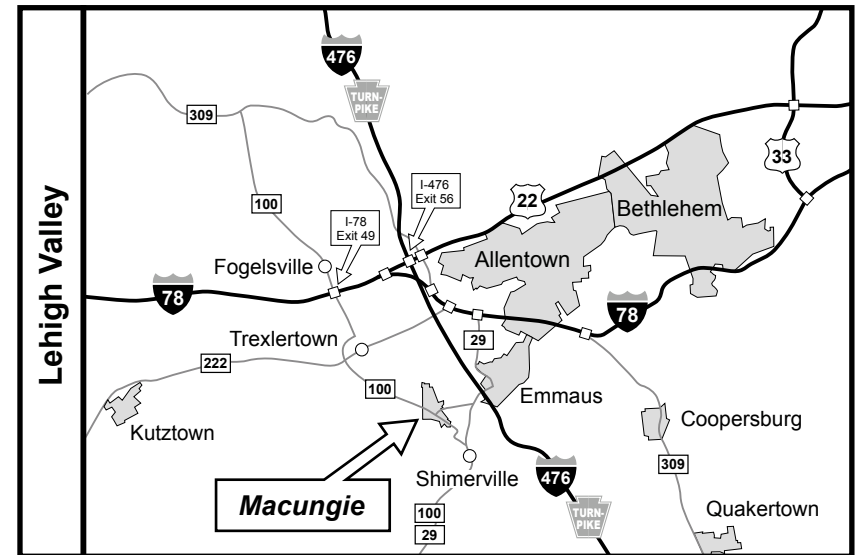 Lehigh Valley
476
TURN-
PIKE
309
33
I-476
Exit 56
100
22
I-78
Exit 49
Bethlehem
Allentown
Fogelsville
78
78
Trexlertown
29
222
100
Emmaus
Kutztown
Coopersburg
Shimerville
309
476
Macungie
100
29
TURN-
PIKE
Quakertown